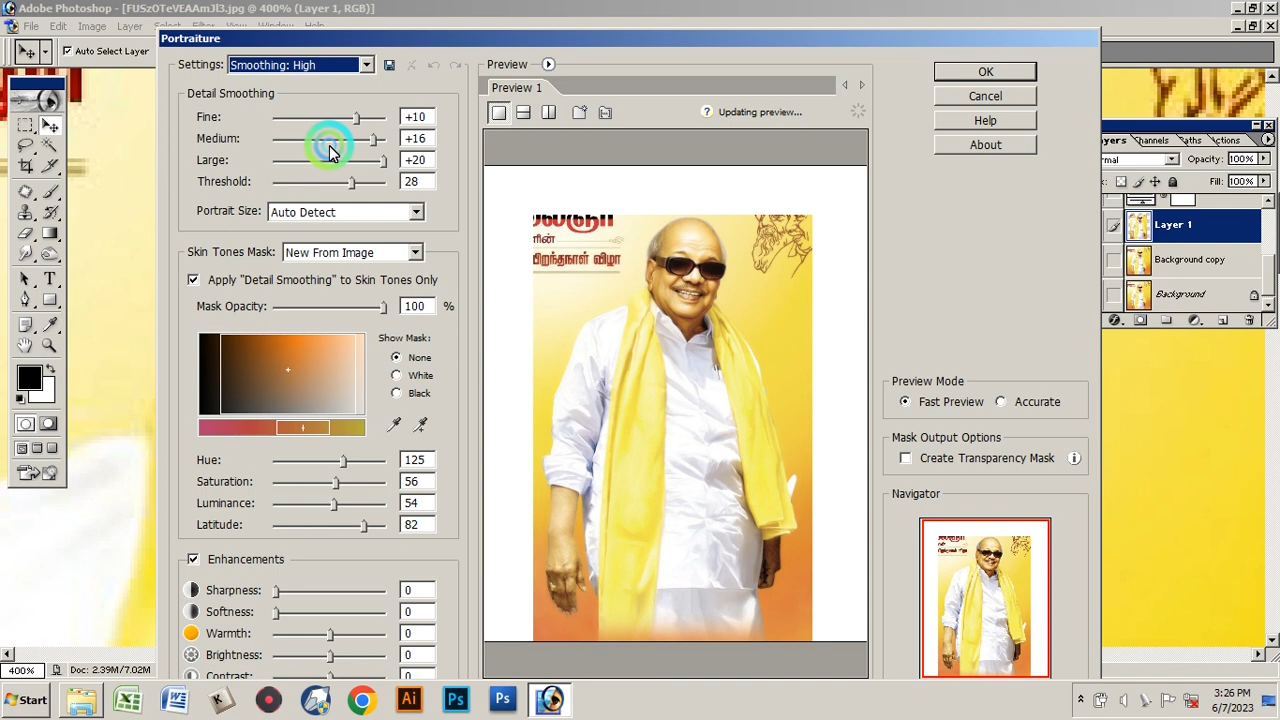 Adobe Photoshop - [FUSzOTeVEAAmJl3.jpg @ 400% (Layer 1, RGB)]
File Edit Image Layer Select Filter View Window Help
Auto Select Layer
Portraiture
Settings: Smoothing: High
Detail Smoothing
Fine: +10
Medium: +16
Large: +20
Threshold: 28
Portrait Size: Auto Detect
Skin Tones Mask: New From Image
Apply "Detail Smoothing" to Skin Tones Only
Mask Opacity: 100 %
Show Mask:
None
White
Black
Hue: 125
Saturation: 56
Luminance: 54
Latitude: 82
Enhancements
Sharpness: 0
Softness: 0
Warmth: 0
Brightness: 0
Contrast: 0
Preview
Preview 1
? Updating preview...
ரின்
பிறந்தநாள் விழா
OK
Cancel
Help
About
Preview Mode
Fast Preview
Accurate
Mask Output Options
Create Transparency Mask
Navigator
yers Channels Paths Actions
rmal Opacity: 100%
Fill: 100%
Layer 1
Background copy
Background
400% Doc: 2.39M/7.02M
Start
3:26 PM
6/7/2023